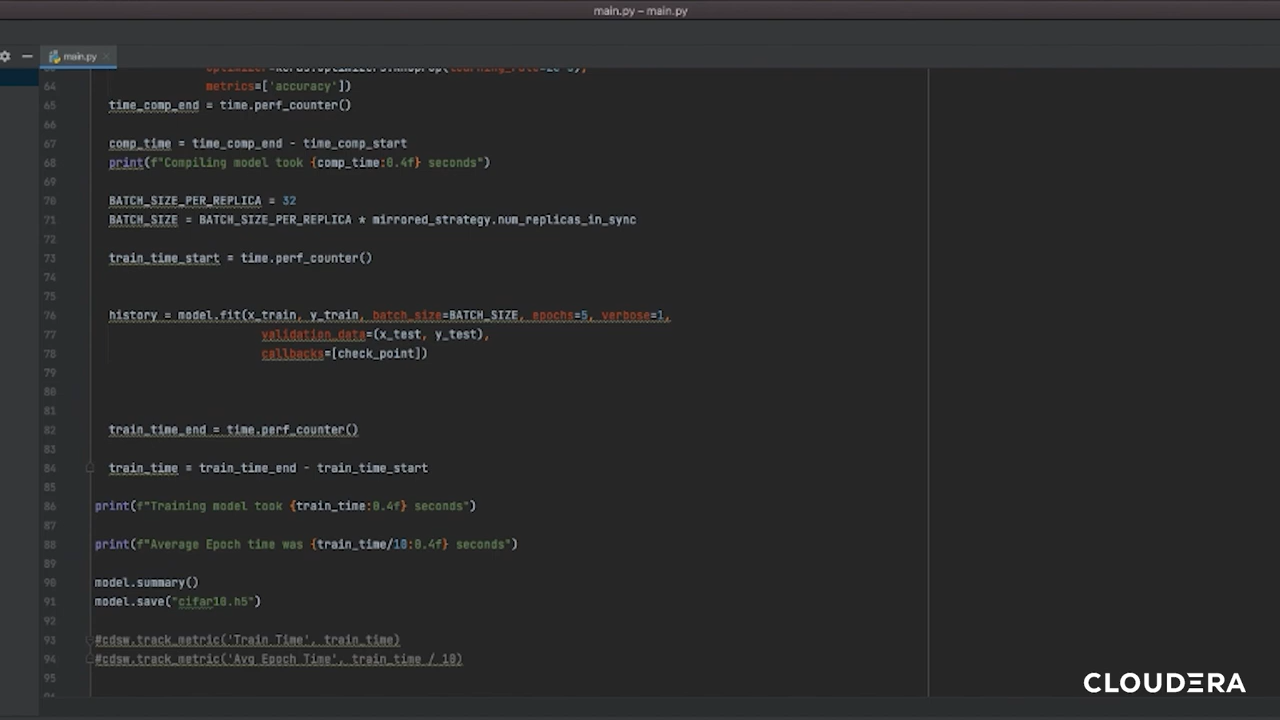 main.py – main.py
main.py
64 metrics=['accuracy'])
65 time_comp_end = time.perf_counter()
66
67 comp_time = time_comp_end - time_comp_start
68 print(f"Compiling model took {comp_time:0.4f} seconds")
69
70 BATCH_SIZE_PER_REPLICA = 32
71 BATCH_SIZE = BATCH_SIZE_PER_REPLICA * mirrored_strategy.num_replicas_in_sync
72
73 train_time_start = time.perf_counter()
74
75
76 history = model.fit(x_train, y_train, batch_size=BATCH_SIZE, epochs=5, verbose=1,
77 validation_data=(x_test, y_test),
78 callbacks=[check_point])
79
80
81
82 train_time_end = time.perf_counter()
83
84 train_time = train_time_end - train_time_start
85
86 print(f"Training model took {train_time:0.4f} seconds")
87
88 print(f"Average Epoch time was {train_time/10:0.4f} seconds")
89
90 model.summary()
91 model.save("cifar10.h5")
92
93 #cdsw.track_metric('Train Time', train_time)
94 #cdsw.track_metric('Avg Epoch Time', train_time / 10)
95
CLOUDERA